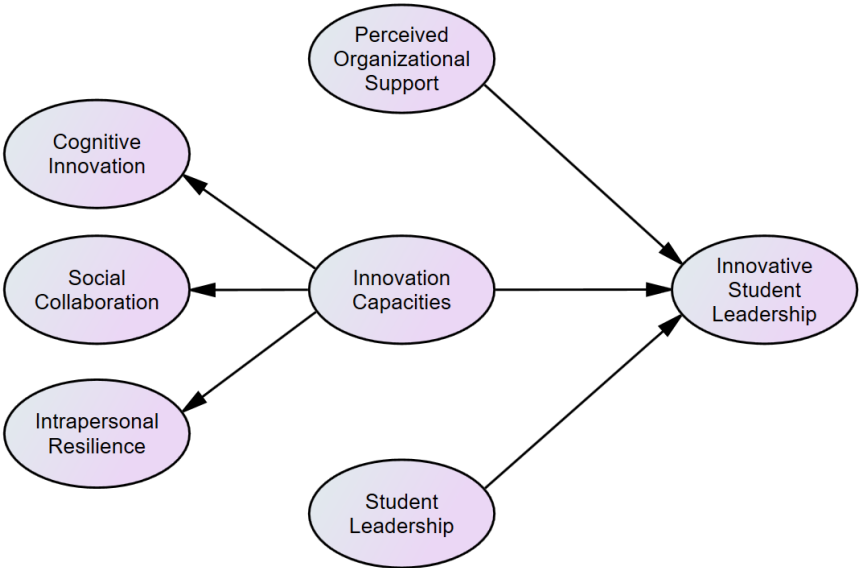 Perceived
Organizational
Support
Cognitive
Innovation
Social
Collaboration
Innovation
Capacities
Innovative
Student
Leadership
Intrapersonal
Resilience
Student
Leadership